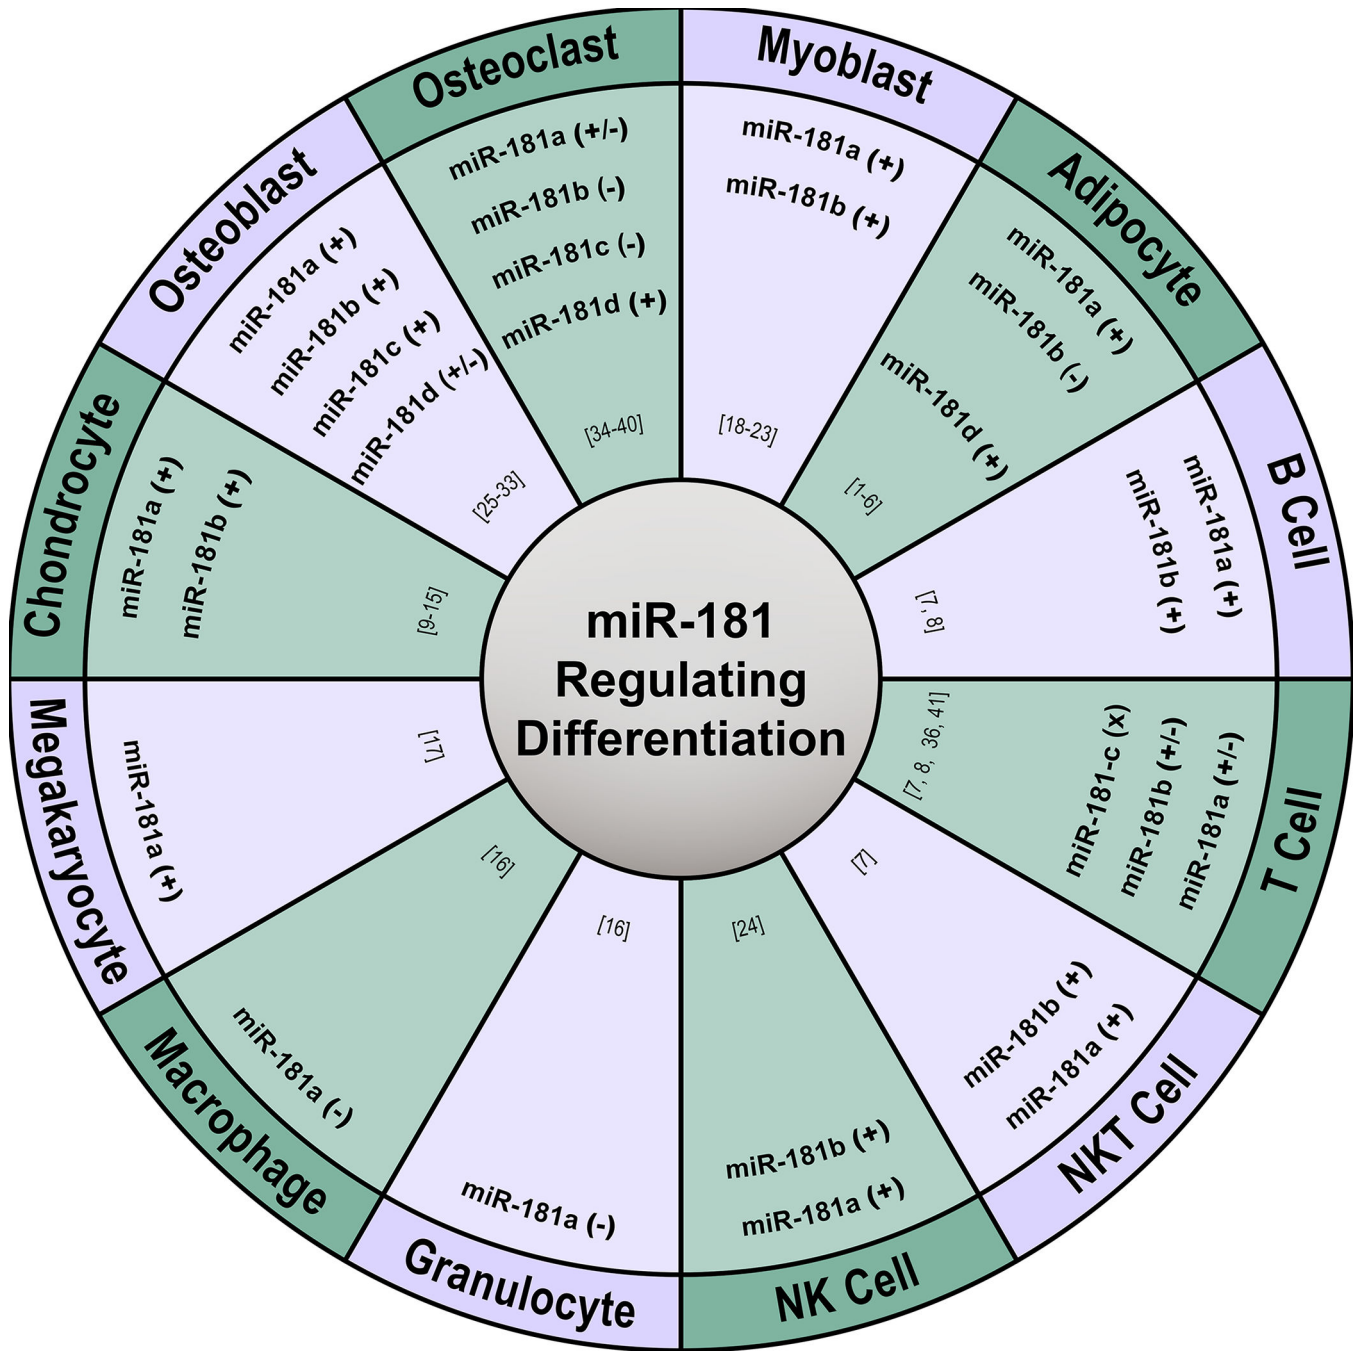 miR-181
Regulating
Differentiation
Myoblast
miR-181a (+)
miR-181b (+)
[18-23]
Adipocyte
miR-181a (+)
miR-181b (-)
miR-181d (+)
[1-6]
B Cell
miR-181a (+)
miR-181b (+)
[7, 8]
T Cell
miR-181a (+/-)
miR-181b (+/-)
miR-181-c (x)
[7, 8, 36, 41]
NKT Cell
miR-181a (+)
miR-181b (+)
[7]
NK Cell
miR-181a (+)
miR-181b (+)
[24]
Granulocyte
miR-181a (-)
[16]
Macrophage
miR-181a (-)
[16]
Megakaryocyte
miR-181a (+)
[17]
Chondrocyte
miR-181a (+)
miR-181b (+)
[9-15]
Osteoblast
miR-181a (+)
miR-181b (+)
miR-181c (+)
miR-181d (+/-)
[25-33]
Osteoclast
miR-181a (+/-)
miR-181b (-)
miR-181c (-)
miR-181d (+)
[34-40]